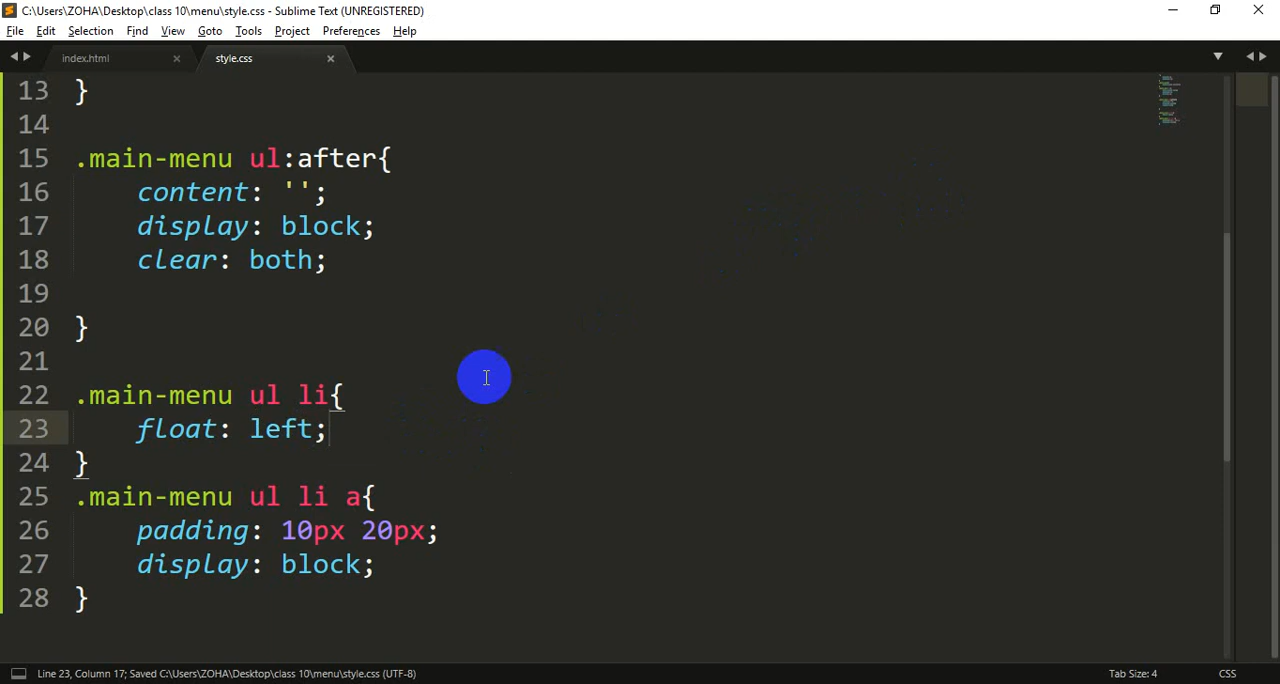 C:\Users\ZOHA\Desktop\class 10\menu\style.css - Sublime Text (UNREGISTERED)
File Edit Selection Find View Goto Tools Project Preferences Help
index.html × style.css ×
13 }
14
15 .main-menu ul:after{
16 content: '';
17 display: block;
18 clear: both;
19
20 }
21
22 .main-menu ul li{
23 float: left;
24 }
25 .main-menu ul li a{
26 padding: 10px 20px;
27 display: block;
28 }
Line 23, Column 17; Saved C:\Users\ZOHA\Desktop\class 10\menu\style.css (UTF-8) Tab Size: 4 CSS